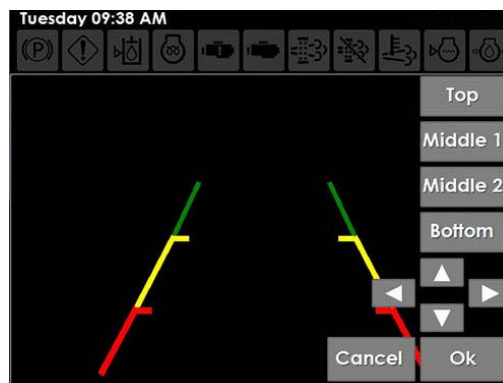 Tuesday 09:38 AM
(P)
Top
Middle 1
Middle 2
Bottom
Cancel
Ok